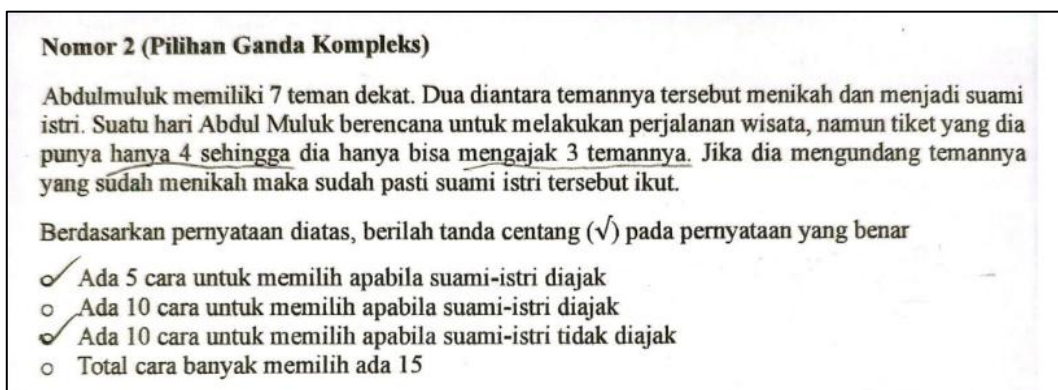 Nomor 2 (Pilihan Ganda Kompleks)
Abdulmuluk memiliki 7 teman dekat. Dua diantara temannya tersebut menikah dan menjadi suami
istri. Suatu hari Abdul Muluk berencana untuk melakukan perjalanan wisata, namun tiket yang dia
punya hanya 4 sehingga dia hanya bisa mengajak 3 temannya. Jika dia mengundang temannya
yang sudah menikah maka sudah pasti suami istri tersebut ikut.
Berdasarkan pernyataan diatas, berilah tanda centang (√) pada pernyataan yang benar
Ada 5 cara untuk memilih apabila suami-istri diajak
Ada 10 cara untuk memilih apabila suami-istri diajak
Ada 10 cara untuk memilih apabila suami-istri tidak diajak
Total cara banyak memilih ada 15